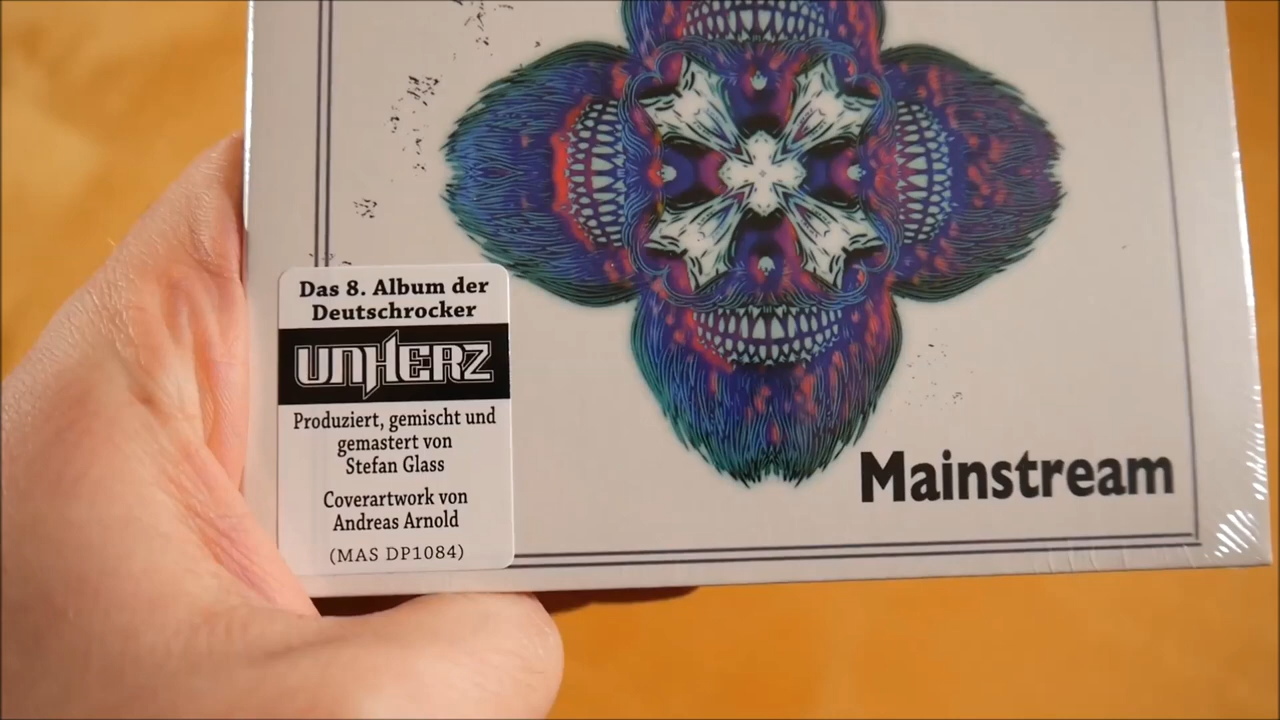 Das 8. Album der
Deutschrocker
UNHERZ
Produziert, gemischt und
gemastert von
Stefan Glass
Coverartwork von
Andreas Arnold
(MAS DP1084)
Mainstream